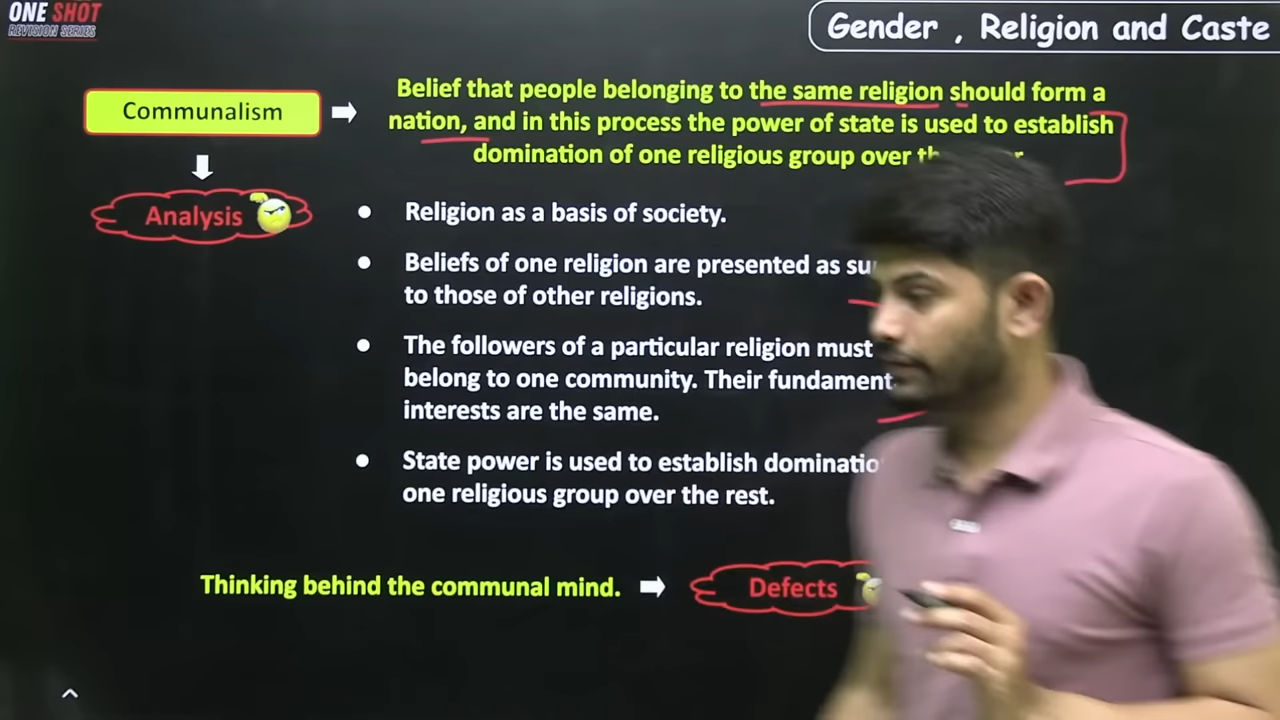 ONE SHOT
REVISION SERIES
Gender , Religion and Caste
Communalism
Belief that people belonging to the same religion should form a
nation, and in this process the power of state is used to establish
domination of one religious group over
Analysis
Religion as a basis of society.
Beliefs of one religion are presented as
to those of other religions.
The followers of a particular religion must
belong to one community. Their
interests are the same.
State power is used to establish
one religious group over the rest.
Thinking behind the communal mind.
Defects